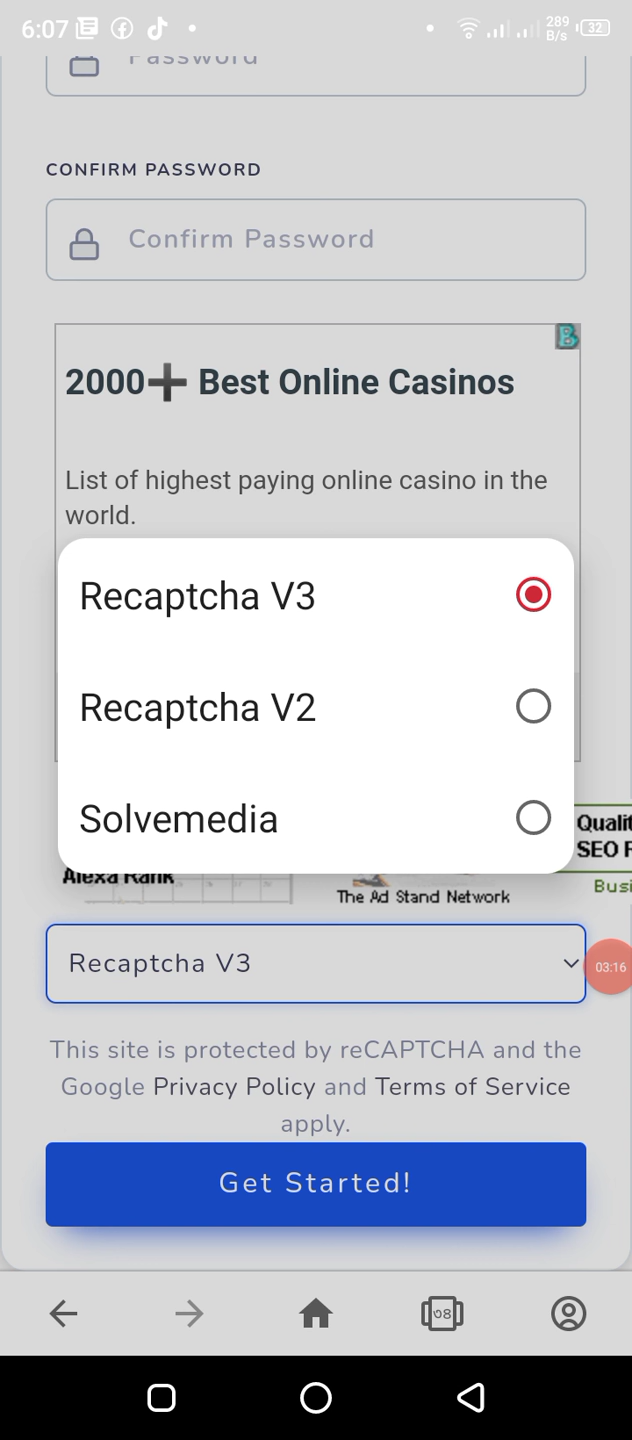 6:07
289
B/s
32
Password
CONFIRM PASSWORD
Confirm Password
B
2000➕ Best Online Casinos
List of highest paying online casino in the
world.
Recaptcha V3
Recaptcha V2
Solvemedia
Qualit
SEO F
Alexa Rank
Busi
The Ad Stand Network
Recaptcha V3
03:16
This site is protected by reCAPTCHA and the
Google Privacy Policy and Terms of Service
apply.
Get Started!
৩৪